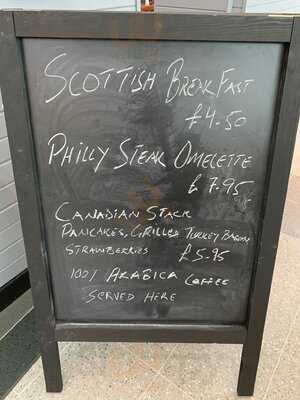 SCOTTISH BREAKFAST
£4.50
PHILLY STEAK OMELETTE
£7.95
CANADIAN STACK
PANCAKES, GRILLED TURKEY BACON
STRAWBERRIES £5.95
100% ARABICA COFFEE
SERVED HERE